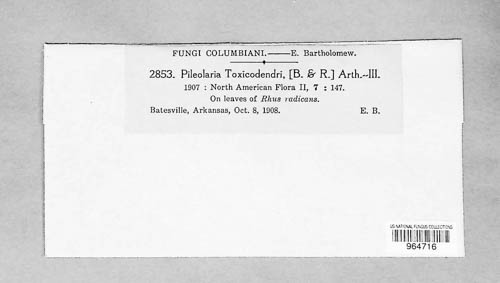 FUNGI COLUMBIANI.—E. Bartholomew.
2853. Pileolaria Toxicodendri, [B. & R.] Arth.--III.
1907 : North American Flora II, 7 : 147.
On leaves of Rhus radicans.
Batesville, Arkansas, Oct. 8, 1908. E. B.
US NATIONAL FUNGUS COLLECTIONS
964716